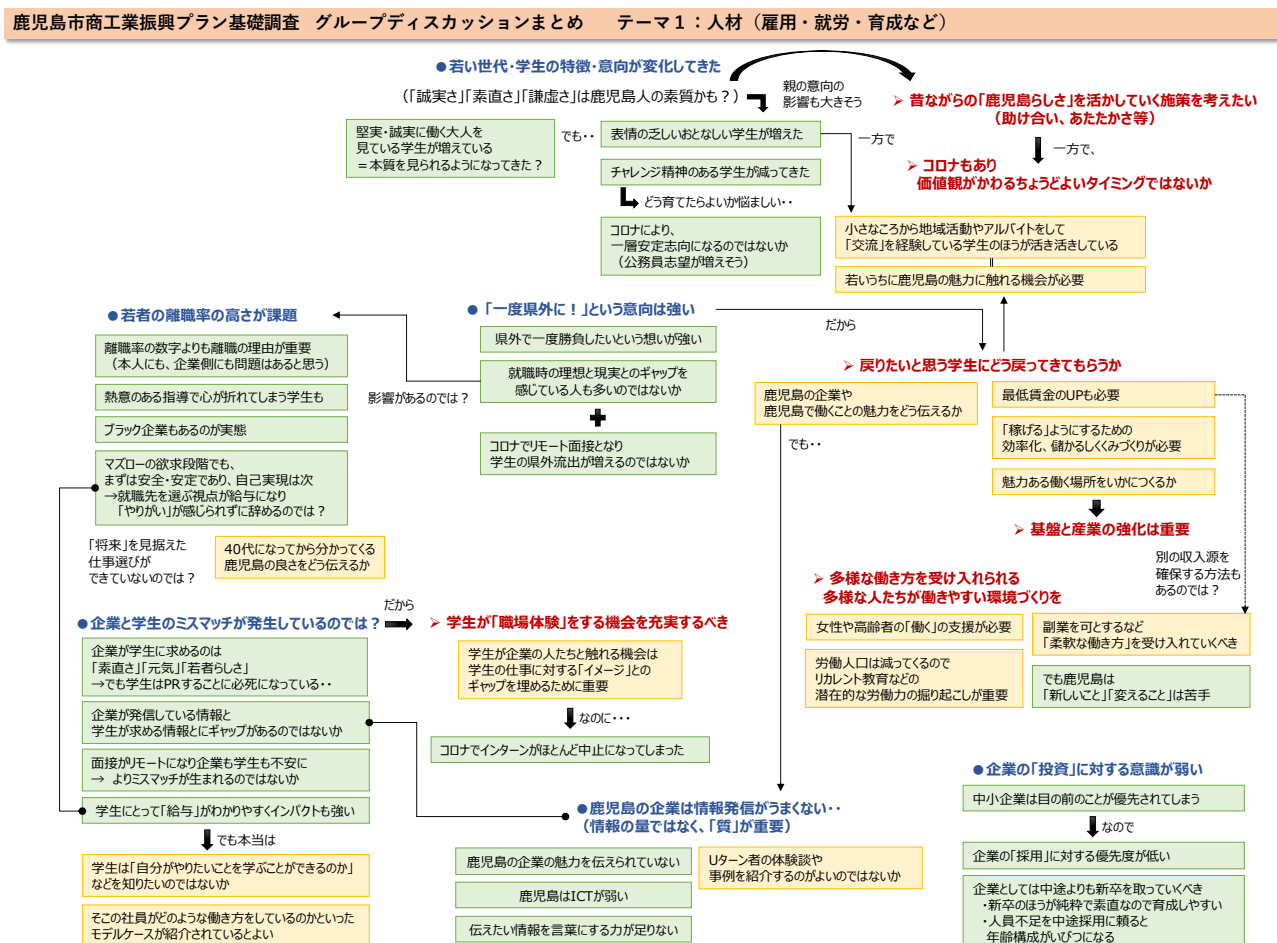 鹿児島市商工業振興プラン基礎調査 グループディスカッションまとめ テーマ1：人材（雇用・就労・育成など）
●若い世代・学生の特徴・意向が変化してきた
（「誠実さ」「素直さ」「謙虚さ」は鹿児島人の素質かも？）
親の意向の
影響も大きそう
➢ 昔ながらの「鹿児島らしさ」を活かしていく施策を考えたい
（助け合い、あたたかさ等）
一方で、
➢ コロナもあり
価値観がかわるちょうどよいタイミングではないか
堅実・誠実に働く大人を
見ている学生が増えている
＝本質を見られるようになってきた？
でも・・
表情の乏しいおとなしい学生が増えた
一方で
チャレンジ精神のある学生が減ってきた
どう育てたらよいか悩ましい・・
コロナにより、
一層安定志向になるのではないか
（公務員志望が増えそう）
小さなころから地域活動やアルバイトをして
「交流」を経験している学生のほうが活き活きしている
若いうちに鹿児島の魅力に触れる機会が必要
●若者の離職率の高さが課題
離職率の数字よりも離職の理由が重要
（本人にも、企業側にも問題はあると思う）
熱意のある指導で心が折れてしまう学生も
ブラック企業もあるのが実態
マズローの欲求段階でも、
まずは安全・安定であり、自己実現は次
→就職先を選ぶ視点が給与になり
「やりがい」が感じられずに辞めるのでは？
影響があるのでは？
●「一度県外に！」という意向は強い
県外で一度勝負したいという想いが強い
就職時の理想と現実とのギャップを
感じている人も多いのではないか
コロナでリモート面接となり
学生の県外流出が増えるのではないか
だから
➢ 戻りたいと思う学生にどう戻ってきてもらうか
鹿児島の企業や
鹿児島で働くことの魅力をどう伝えるか
でも・・
最低賃金のUPも必要
「稼げる」ようにするための
効率化、儲かるしくくみづくりが必要
魅力ある働く場所をいかにつくるか
➢ 基盤と産業の強化は重要
別の収入源を
確保する方法も
あるのでは？
「将来」を見据えた
仕事選びが
できていないのでは？
40代になってから分かってくる
鹿児島の良さをどう伝えるか
➢ 多様な働き方を受け入れられる
多様な人たちが働きやすい環境づくりを
女性や高齢者の「働く」の支援が必要
労働人口は減ってくるので
リカレント教育などの
潜在的な労働力の掘り起こしが重要
副業を可とするなど
「柔軟な働き方」を受け入れていくべき
でも鹿児島は
「新しいこと」「変えること」は苦手
●企業と学生のミスマッチが発生しているのでは？
だから
➢ 学生が「職場体験」をする機会を充実するべき
企業が学生に求めるのは
「素直さ」「元気」「若者らしさ」
→でも学生はPRすることに必死になっている・・
企業が発信している情報と
学生が求める情報とにギャップがあるのではないか
面接がリモートになり企業も学生も不安に
→ よりミスマッチが生まれるのではないか
学生にとって「給与」がわかりやすくインパクトも強い
でも本当は
学生は「自分がやりたいことを学ぶことができるのか」
などを知りたいのではないか
そこの社員がどのような働き方をしているのかといった
モデルケースが紹介されているとよい
学生が企業の人たちと触れる機会は
学生の仕事に対する「イメージ」との
ギャップを埋めるために重要
なのに・・・
コロナでインターンがほとんど中止になってしまった
●鹿児島の企業は情報発信がうまくない・・
（情報の量ではなく、「質」が重要）
鹿児島の企業の魅力を伝えられていない
鹿児島はICTが弱い
伝えたい情報を言葉にする力が足りない
Uターン者の体験談や
事例を紹介するのがよいのではないか
●企業の「投資」に対する意識が弱い
中小企業は目の前のことが優先されてしまう
なので
企業の「採用」に対する優先度が低い
企業としては中途よりも新卒を取っていくべき
・新卒のほうが純粋で素直なので育成しやすい
・人員不足を中途採用に頼ると
年齢構成がいびつになる